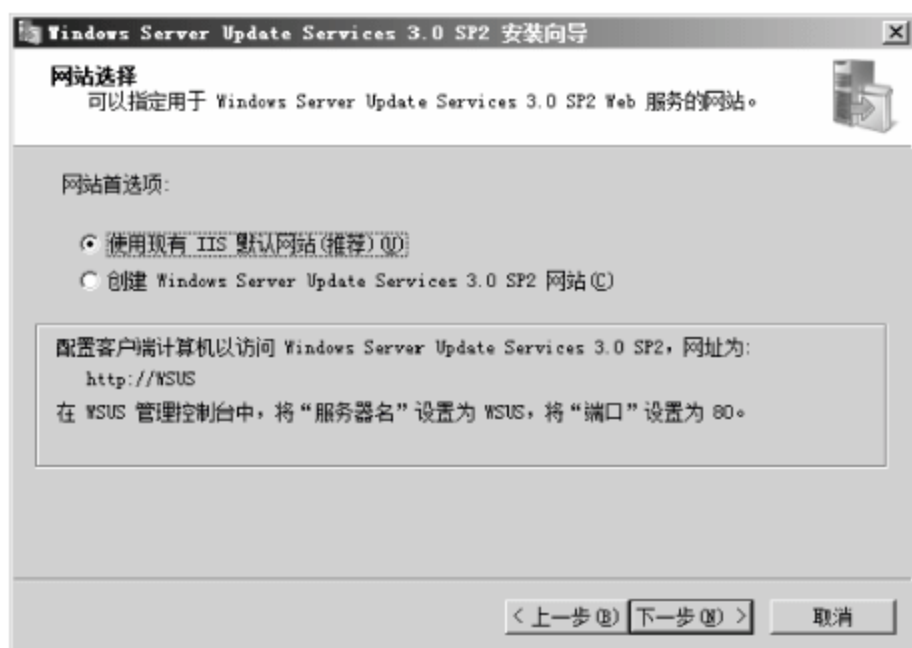 Windows Server Update Services 3.0 SP2 安装向导
网站选择
可以指定用于 Windows Server Update Services 3.0 SP2 Web 服务的网站。
网站首选项:
使用现有 IIS 默认网站(推荐)(U)
创建 Windows Server Update Services 3.0 SP2 网站(C)
配置客户端计算机以访问 Windows Server Update Services 3.0 SP2，网址为:
http://WSUS
在 WSUS 管理控制台中，将“服务器名”设置为 WSUS，将“端口”设置为 80。
< 上一步(B) 下一步(N) > 取消